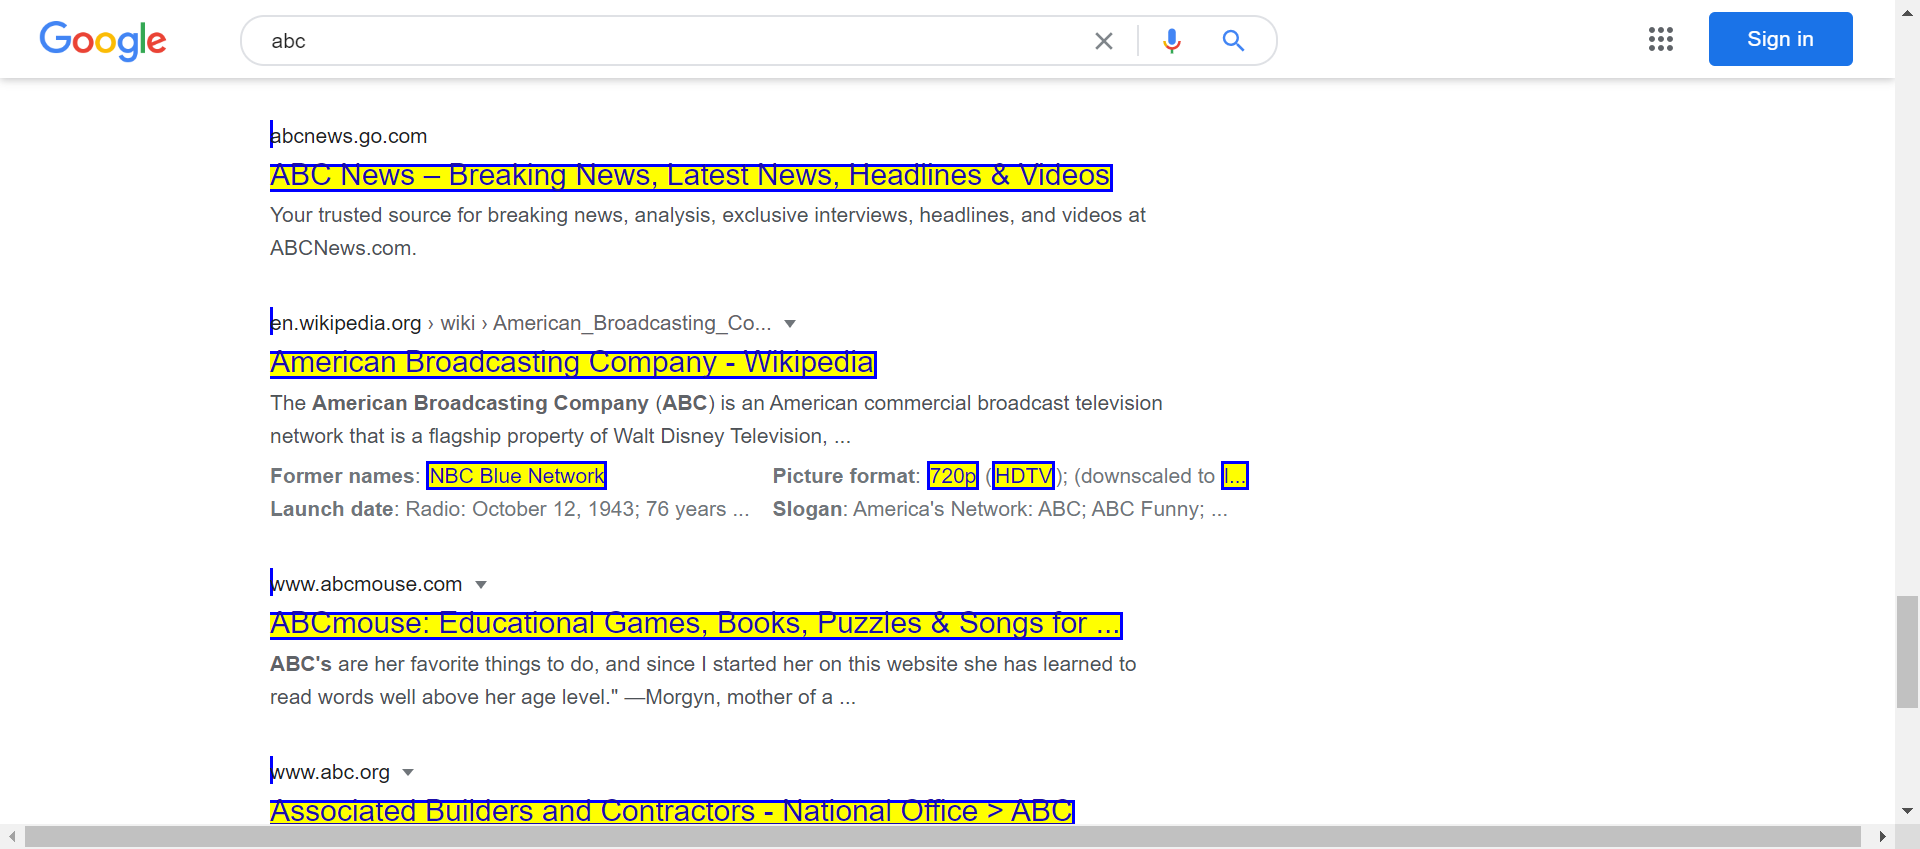 Google
abc
Sign in
abcnews.go.com
ABC News – Breaking News, Latest News, Headlines & Videos
Your trusted source for breaking news, analysis, exclusive interviews, headlines, and videos at
ABCNews.com.
en.wikipedia.org › wiki › American_Broadcasting_Co...
American Broadcasting Company - Wikipedia
The American Broadcasting Company (ABC) is an American commercial broadcast television
network that is a flagship property of Walt Disney Television, ...
Former names: NBC Blue Network Picture format: 720p (HDTV); (downscaled to l...
Launch date: Radio: October 12, 1943; 76 years ... Slogan: America's Network: ABC; ABC Funny; ...
www.abcmouse.com
ABCmouse: Educational Games, Books, Puzzles & Songs for ...
ABC's are her favorite things to do, and since I started her on this website she has learned to
read words well above her age level." —Morgyn, mother of a ...
www.abc.org
Associated Builders and Contractors - National Office > ABC